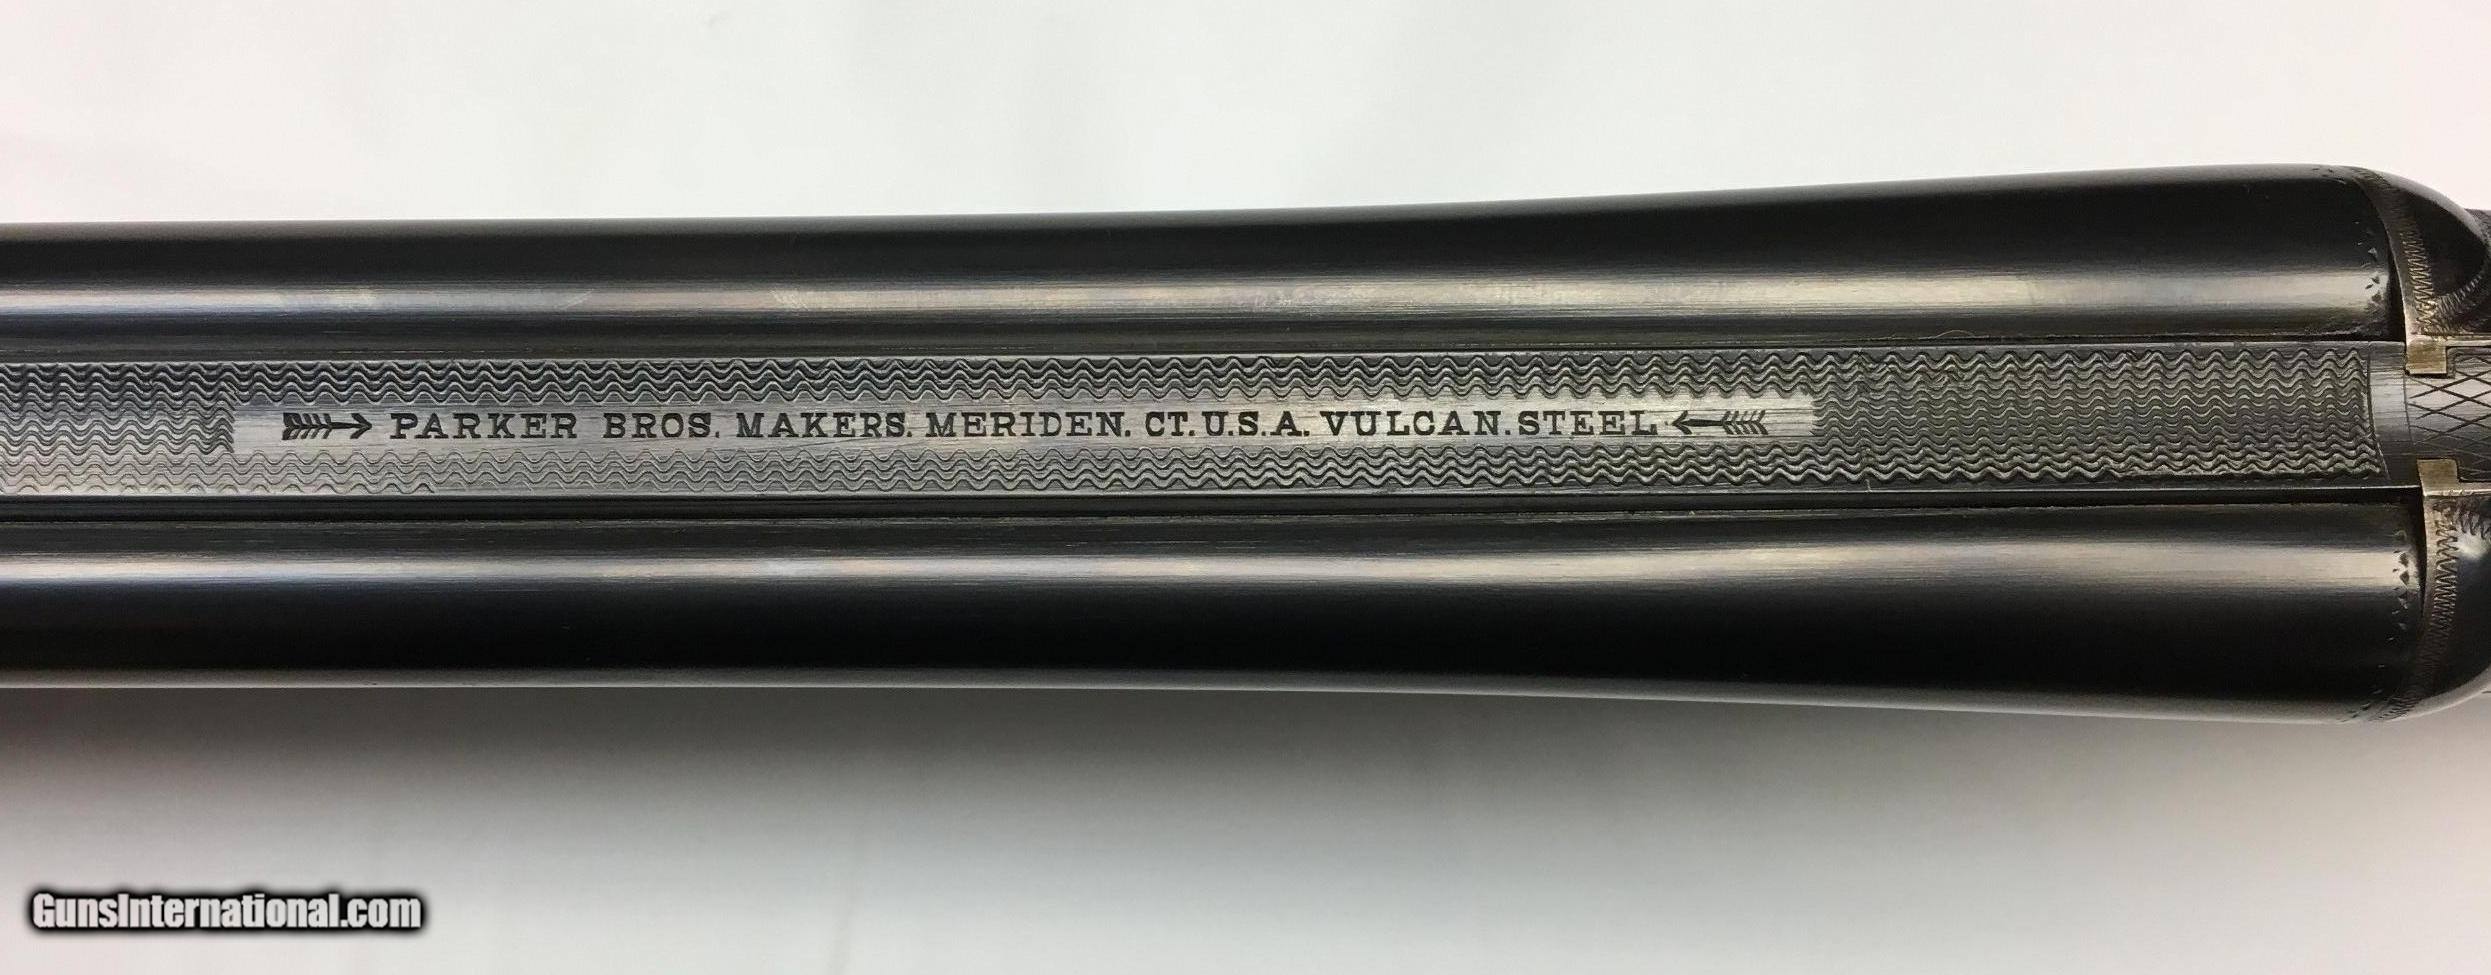 PARKER BROS. MAKERS. MERIDEN. CT. U.S.A. VULCAN. STEEL
GunsInternational.com